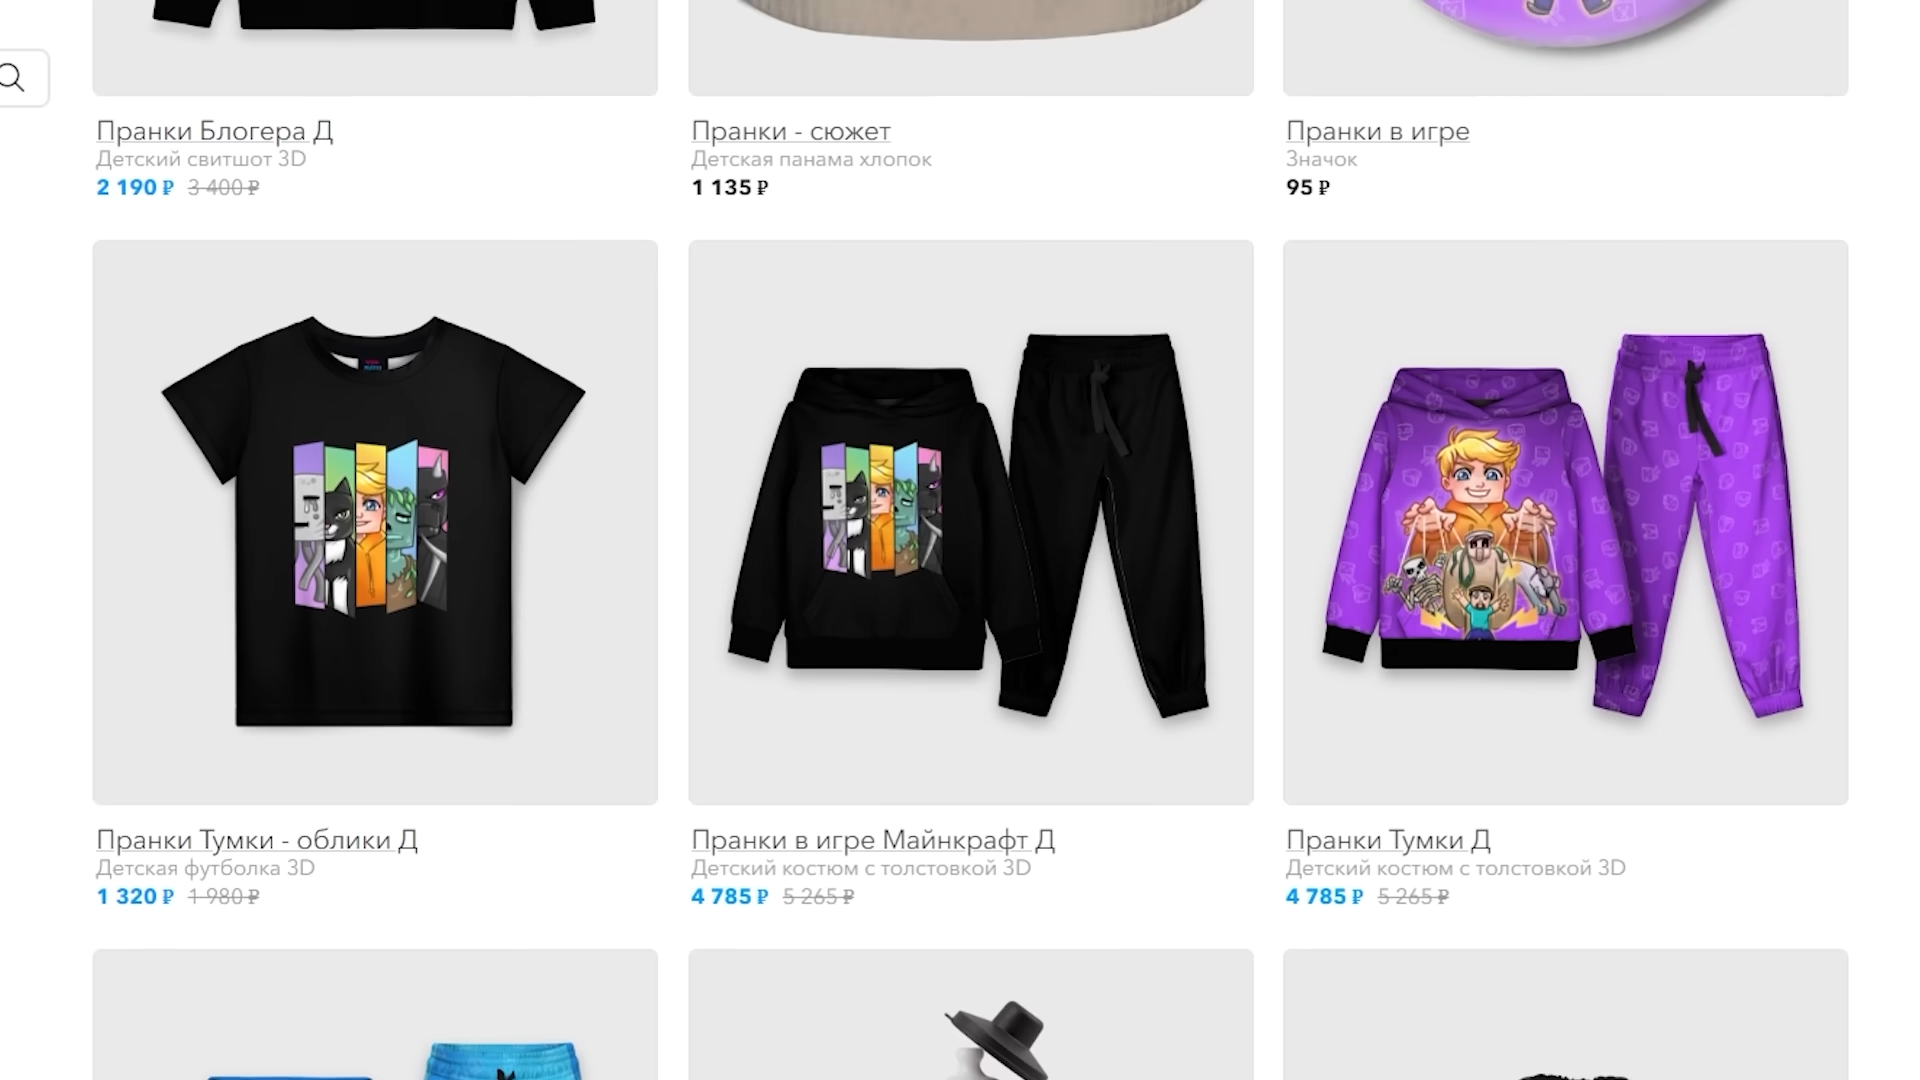 Пранки Блогера Д
Детский свитшот 3D
2 190 ₽ 3 400 ₽
Пранки - сюжет
Детская панама хлопок
1 135 ₽
Пранки в игре
Значок
95 ₽
Пранки Тумки - облики Д
Детская футболка 3D
1 320 ₽ 1 980 ₽
Пранки в игре Майнкрафт Д
Детский костюм с толстовкой 3D
4 785 ₽ 5 265 ₽
Пранки Тумки Д
Детский костюм с толстовкой 3D
4 785 ₽ 5 265 ₽